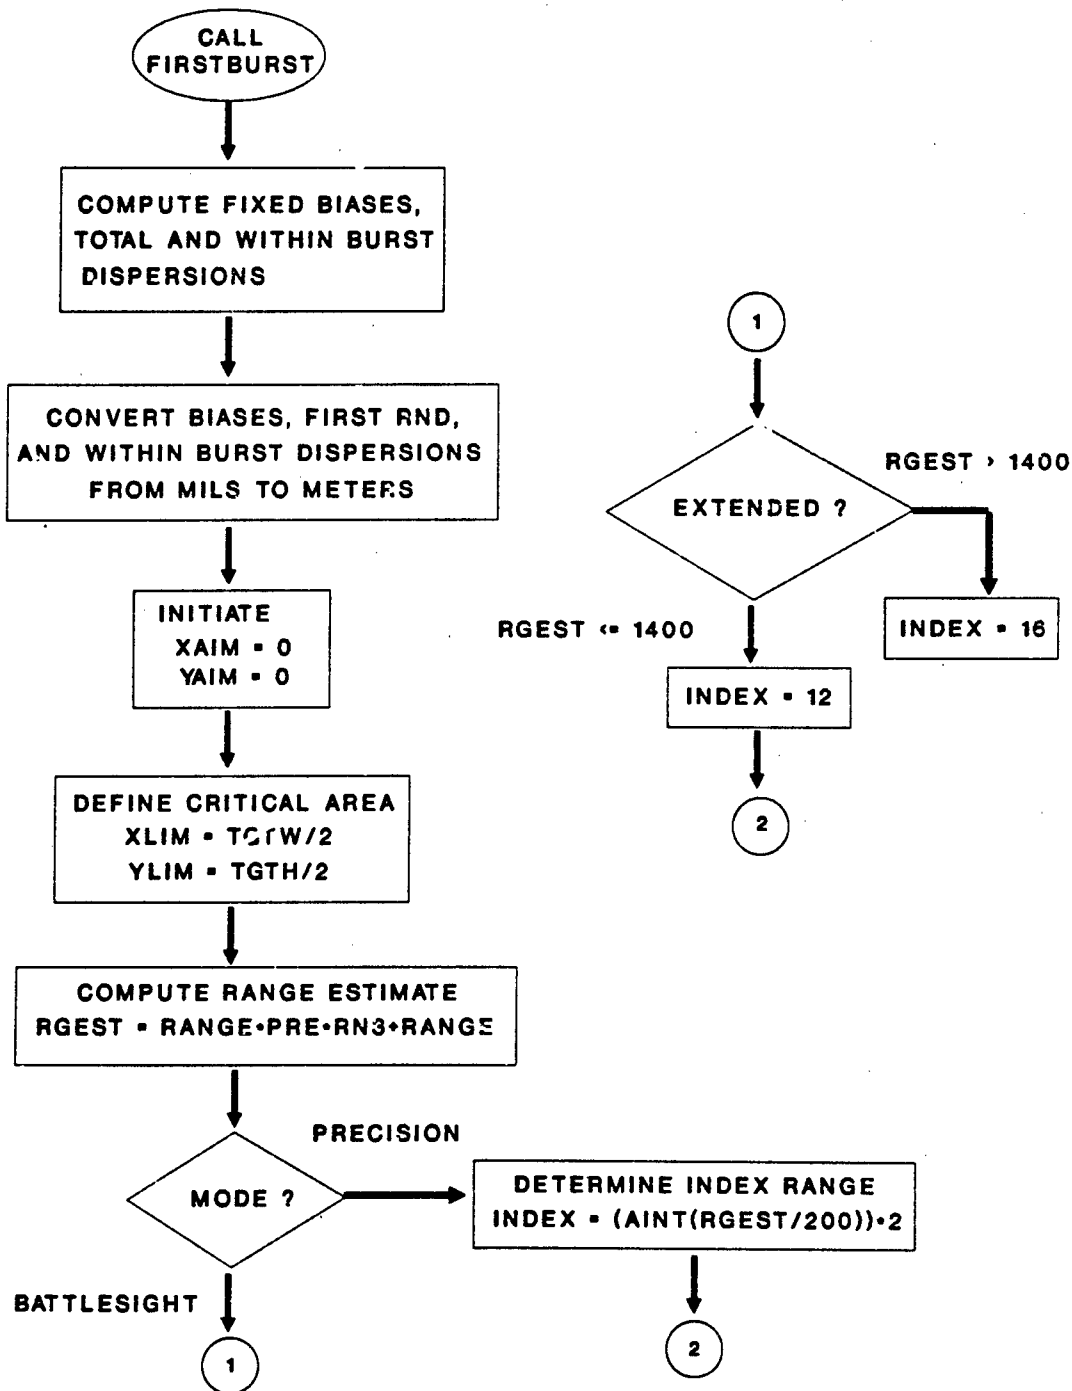 CALL
FIRSTBURST
COMPUTE FIXED BIASES,
TOTAL AND WITHIN BURST
DISPERSIONS
CONVERT BIASES, FIRST RND,
AND WITHIN BURST DISPERSIONS
FROM MILS TO METERS
INITIATE
XAIM = 0
YAIM = 0
DEFINE CRITICAL AREA
XLIM = TGTW/2
YLIM = TGTH/2
COMPUTE RANGE ESTIMATE
RGEST = RANGE*PRE*RN3+RANGE
MODE ?
PRECISION
DETERMINE INDEX RANGE
INDEX = (AINT(RGEST/200))*2
BATTLESIGHT
1
2
1
EXTENDED ?
RGEST > 1400
INDEX = 16
RGEST <= 1400
INDEX = 12
2